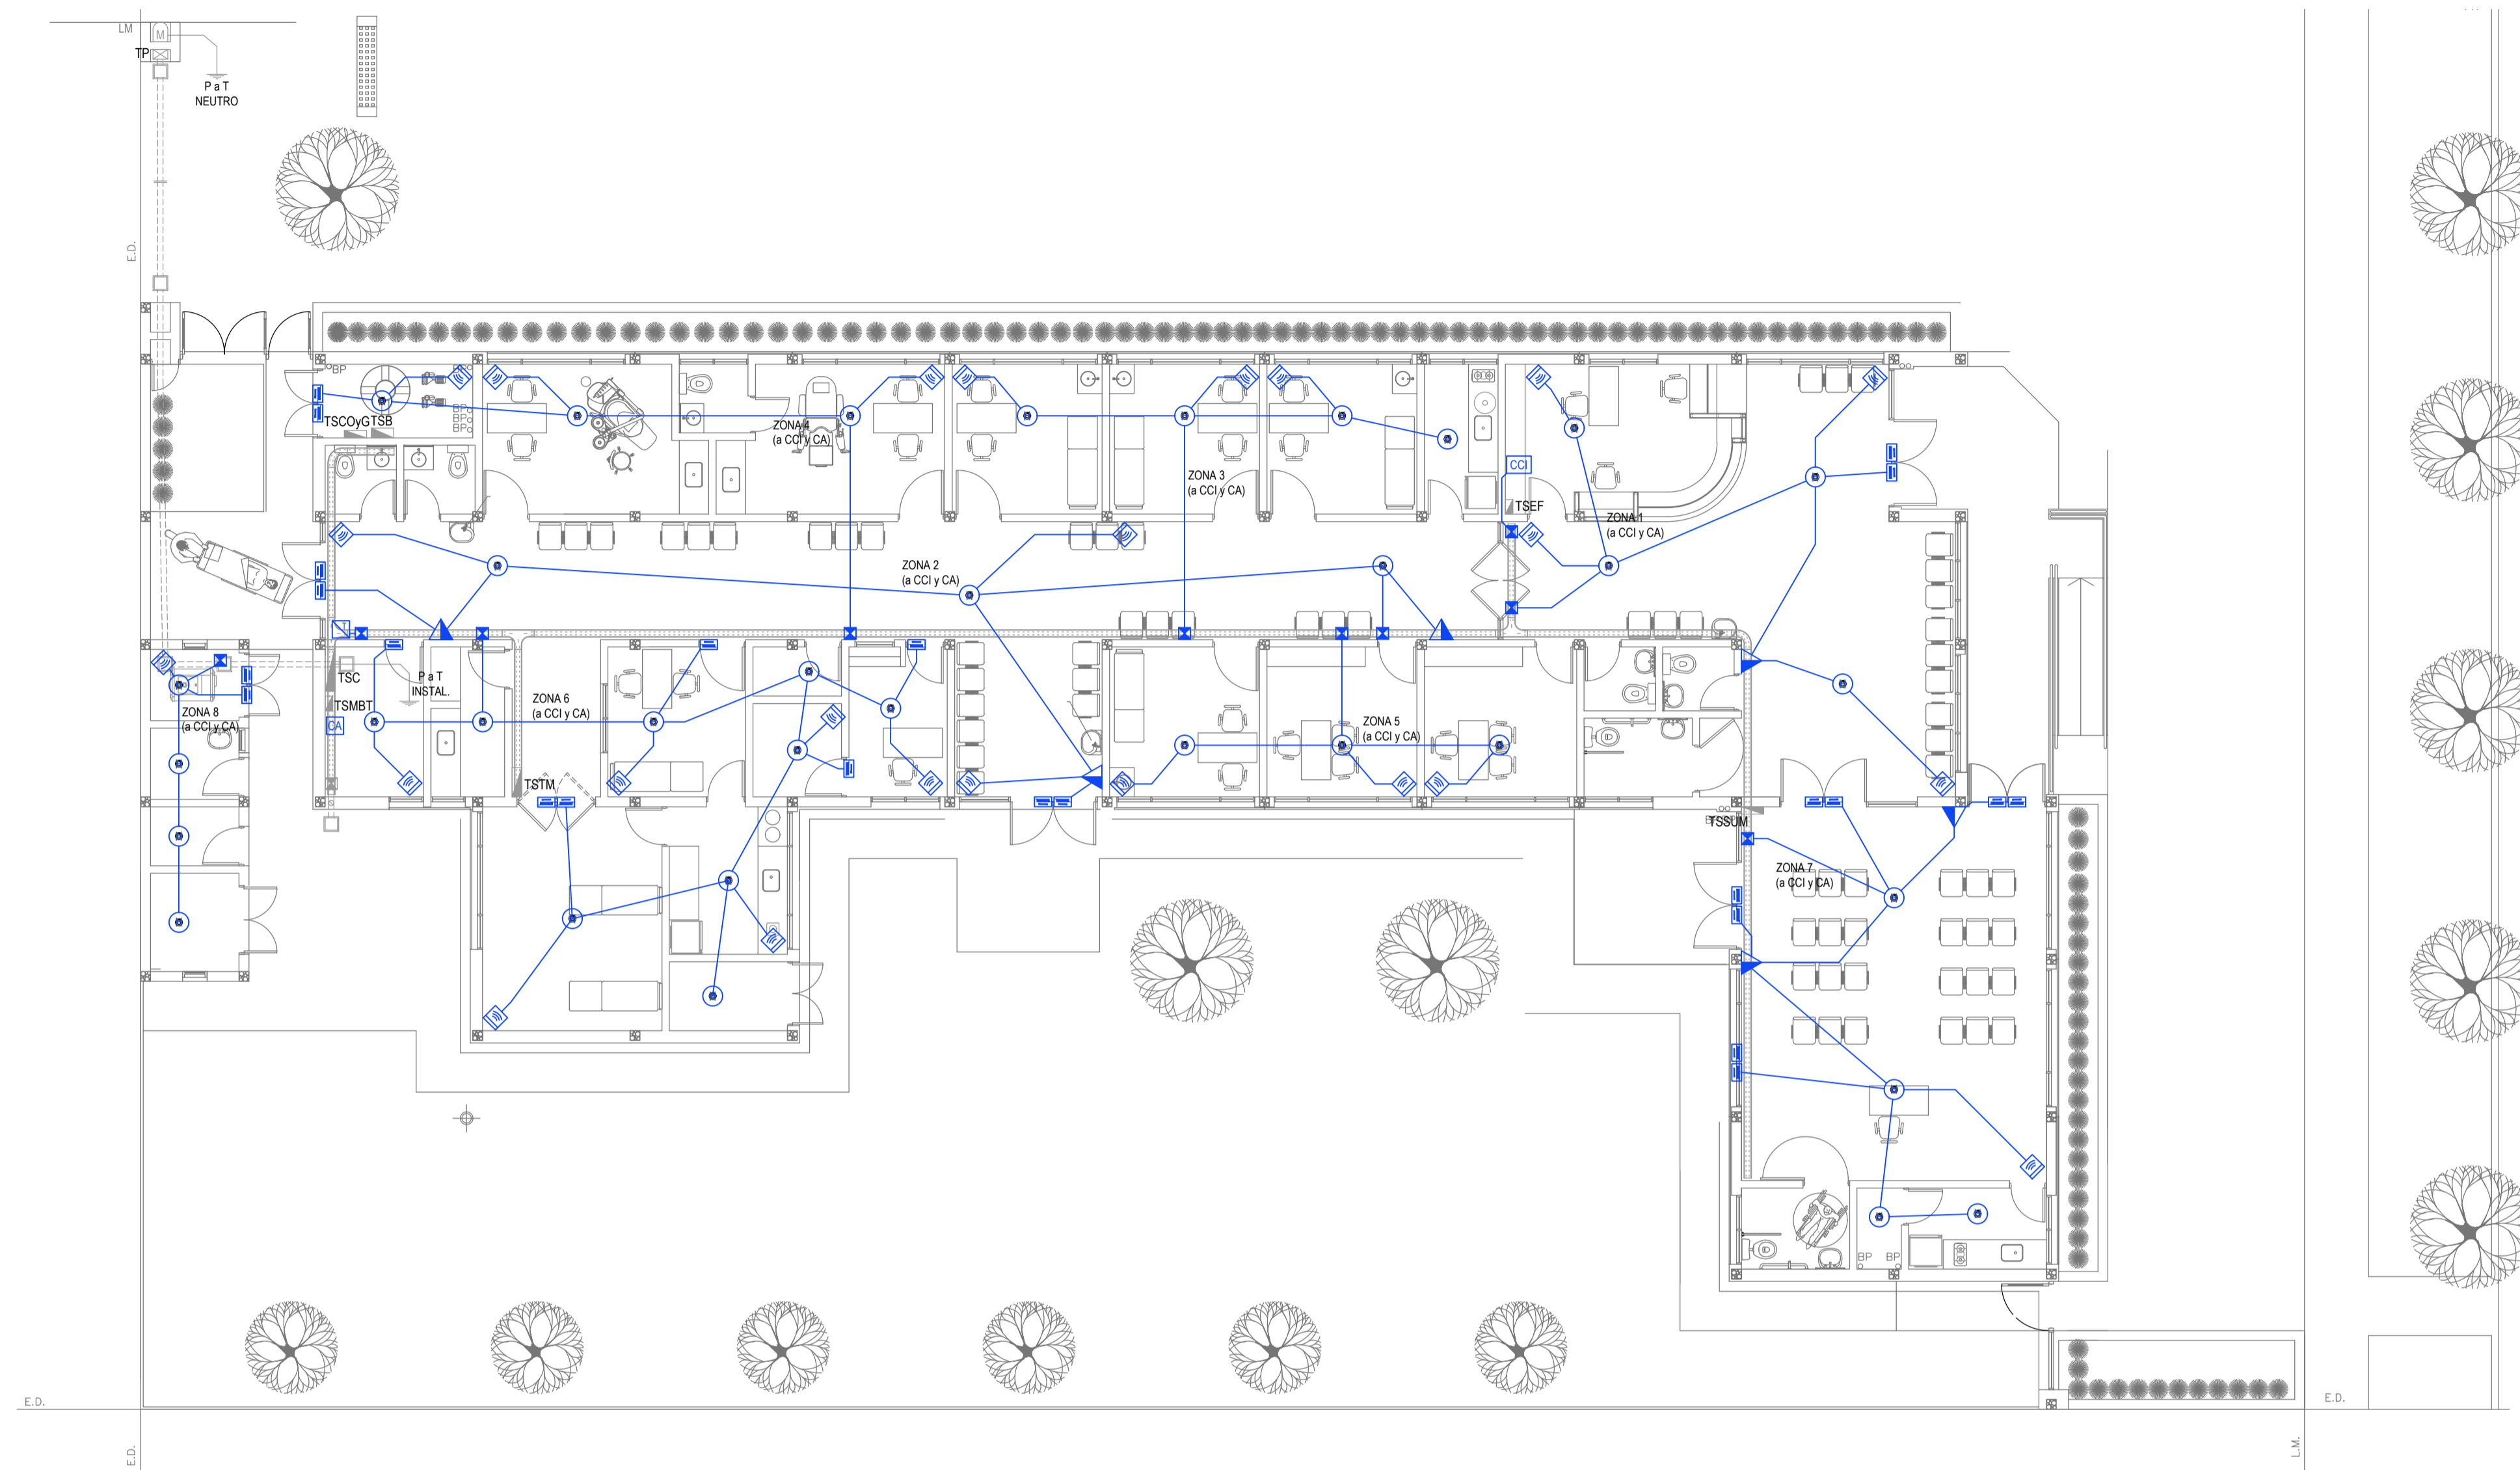 LM
M
TP
P a T
NEUTRO
E.D.
BP
BP
BP
BP
BP
TSCOyGTSB
ZONA 4
(a CCI y CA)
ZONA 3
(a CCI y CA)
CCI
TSEF
ZONA 1
(a CCI y CA)
ZONA 2
(a CCI y CA)
T
TSC
P a T
INSTAL.
TSMBT
CA
ZONA 8
(a CCI y CA)
ZONA 6
(a CCI y CA)
ZONA 5
(a CCI y CA)
TSTM
TSSUM
ZONA 7
(a CCI y CA)
BP
BP
E.D.
E.D.
E.D.
L.M.